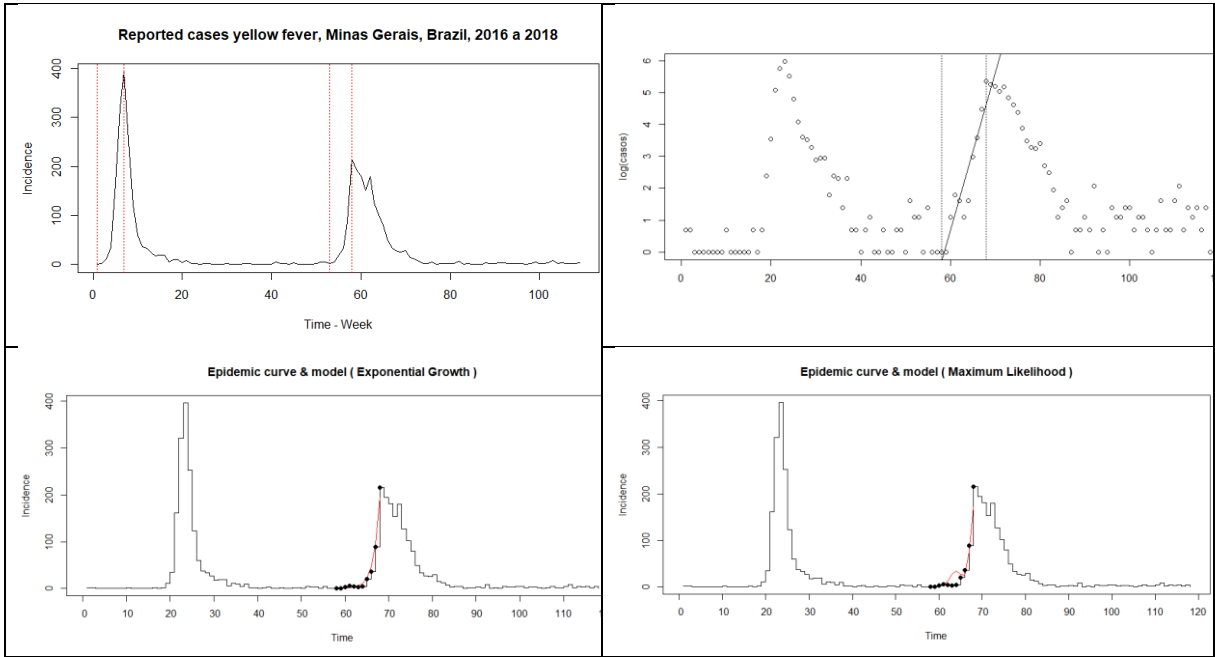 Reported cases yellow fever, Minas Gerais, Brazil, 2016 a 2018
Incidence
400
300
200
100
0
0 20 40 60 80 100
Time - Week
log(casos)
6
5
4
3
2
1
0
0 20 40 60 80 100
Epidemic curve & model ( Exponential Growth )
Incidence
400
300
200
100
0
0 10 20 30 40 50 60 70 80 90 100 110
Time
Epidemic curve & model ( Maximum Likelihood )
Incidence
400
300
200
100
0
0 10 20 30 40 50 60 70 80 90 100 110 120
Time